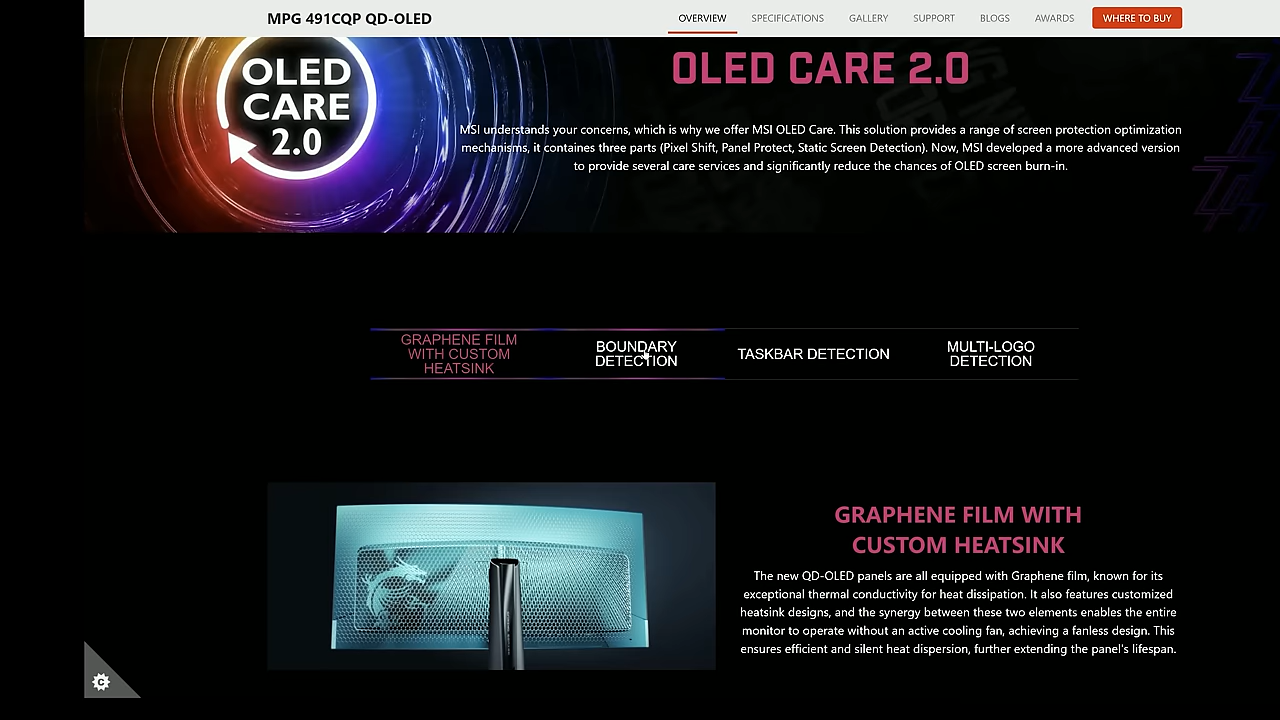 MPG 491CQP QD-OLED
OVERVIEW
SPECIFICATIONS
GALLERY
SUPPORT
BLOGS
AWARDS
WHERE TO BUY
OLED
CARE
2.0
OLED CARE 2.0
MSI understands your concerns, which is why we offer MSI OLED Care. This solution provides a range of screen protection optimization
mechanisms, it containes three parts (Pixel Shift, Panel Protect, Static Screen Detection). Now, MSI developed a more advanced version
to provide several care services and significantly reduce the chances of OLED screen burn-in.
GRAPHENE FILM
WITH CUSTOM
HEATSINK
BOUNDARY
DETECTION
TASKBAR DETECTION
MULTI-LOGO
DETECTION
GRAPHENE FILM WITH
CUSTOM HEATSINK
The new QD-OLED panels are all equipped with Graphene film, known for its
exceptional thermal conductivity for heat dissipation. It also features customized
heatsink designs, and the synergy between these two elements enables the entire
monitor to operate without an active cooling fan, achieving a fanless design. This
ensures efficient and silent heat dispersion, further extending the panel's lifespan.
C